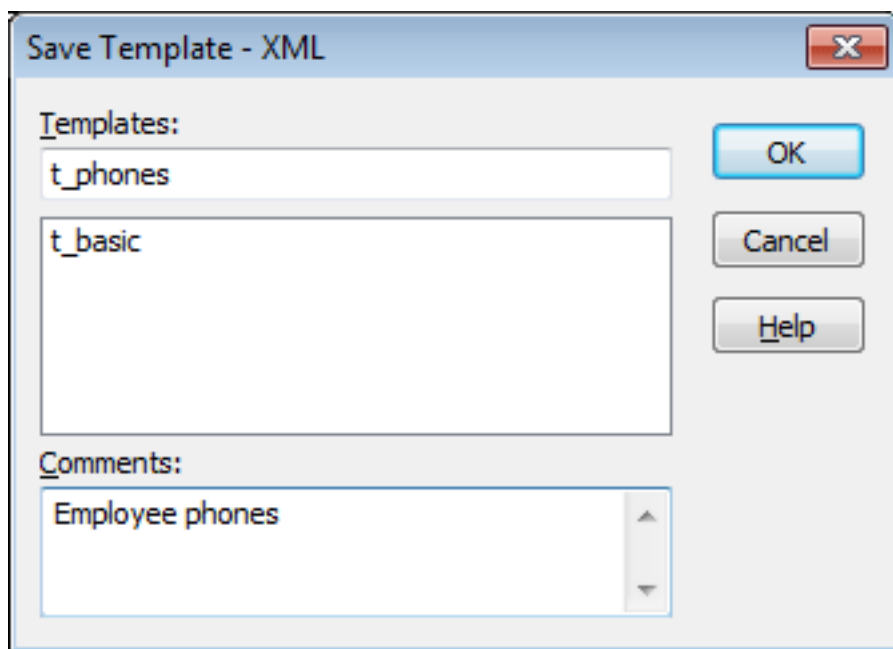 Save Template - XML
Templates:
t_phones
OK
t_basic
Cancel
Help
Comments:
Employee phones